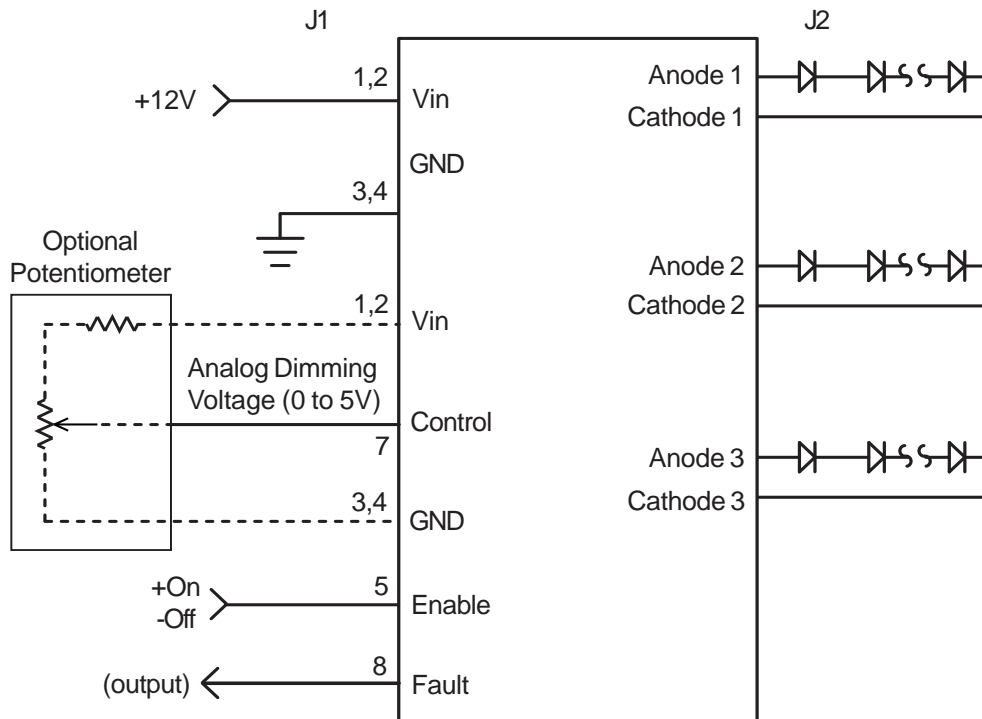 J1
J2
1,2
+12V
Vin
GND
3,4
Optional
Potentiometer
1,2
Vin
Analog Dimming
Voltage (0 to 5V)
Control
7
3,4
GND
+On
-Off
5
Enable
8
(output)
Fault
Anode 1
Cathode 1
Anode 2
Cathode 2
Anode 3
Cathode 3